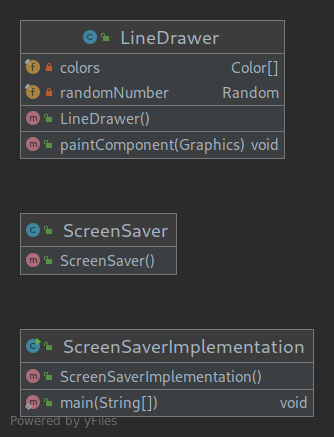 LineDrawer
colors Color[]
randomNumber Random
LineDrawer()
paintComponent(Graphics) void
ScreenSaver
ScreenSaver()
ScreenSaverImplementation
ScreenSaverImplementation()
main(String[]) void
Powered by yFiles